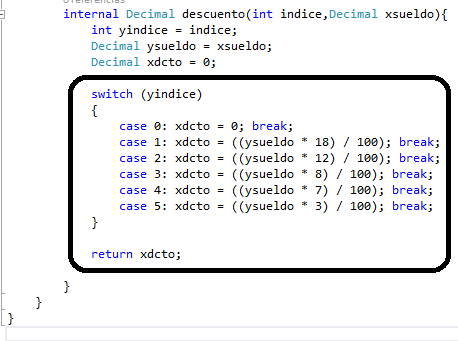 0 referencias
internal Decimal descuento(int indice,Decimal xsueldo){
int yindice = indice;
Decimal ysueldo = xsueldo;
Decimal xdcto = 0;
switch (yindice)
{
case 0: xdcto = 0; break;
case 1: xdcto = ((ysueldo * 18) / 100); break;
case 2: xdcto = ((ysueldo * 12) / 100); break;
case 3: xdcto = ((ysueldo * 8) / 100); break;
case 4: xdcto = ((ysueldo * 7) / 100); break;
case 5: xdcto = ((ysueldo * 3) / 100); break;
}
return xdcto;
}
}
}